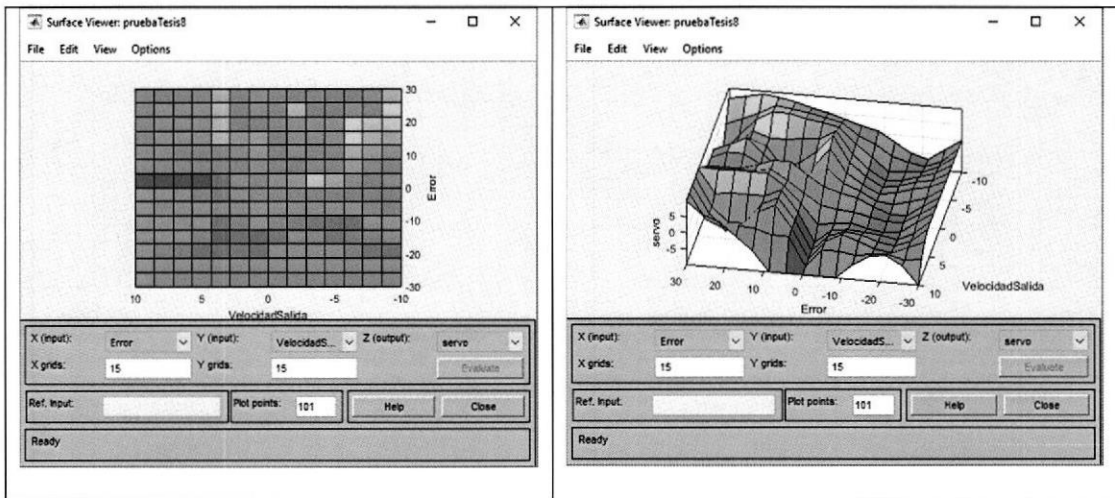 Surface Viewer: pruebaTesis8
File Edit View Options
30
20
10
0
-10
-20
-30
Error
10 5 0 -5 -10
VelocidadSalida
X (input): Error Y (input): VelocidadS... Z (output): servo
X grids: 15 Y grids: 15 Evaluate
Ref. Input: Plot points: 101 Help Close
Ready
Surface Viewer: pruebaTesis8
File Edit View Options
servo
5
0
-5
30 20 10 0 -10 -20 -30
Error
-10
-5
0
5
10
VelocidadSalida
X (input): Error Y (input): VelocidadS... Z (output): servo
X grids: 15 Y grids: 15 Evaluate
Ref. Input: Plot points: 101 Help Close
Ready